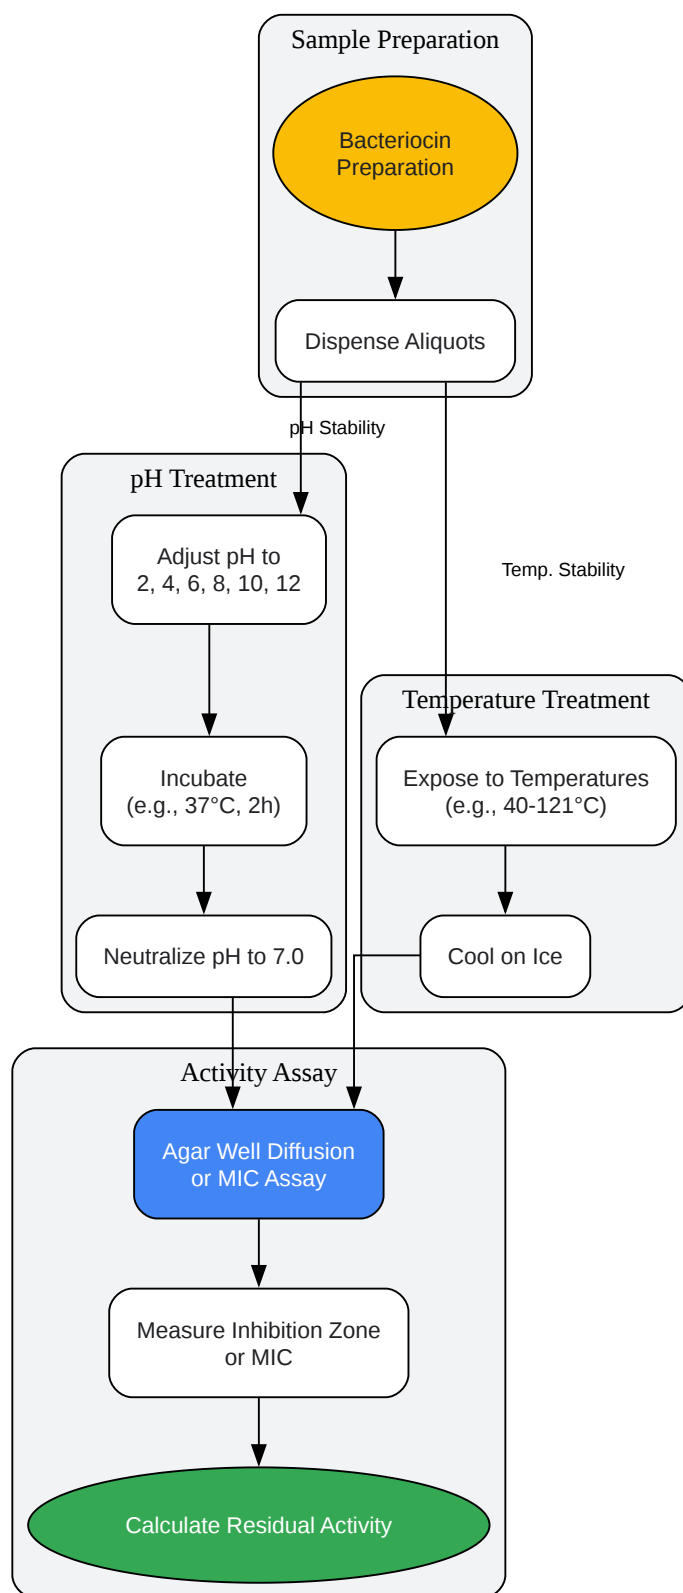 Sample Preparation
Bacteriocin
Preparation
Dispense Aliquots
pH Stability
pH Treatment
Adjust pH to
2, 4, 6, 8, 10, 12
Temp. Stability
Temperature Treatment
Incubate
(e.g., 37°C, 2h)
Expose to Temperatures
(e.g., 40-121°C)
Neutralize pH to 7.0
Cool on Ice
Activity Assay
Agar Well Diffusion
or MIC Assay
Measure Inhibition Zone
or MIC
Calculate Residual Activity